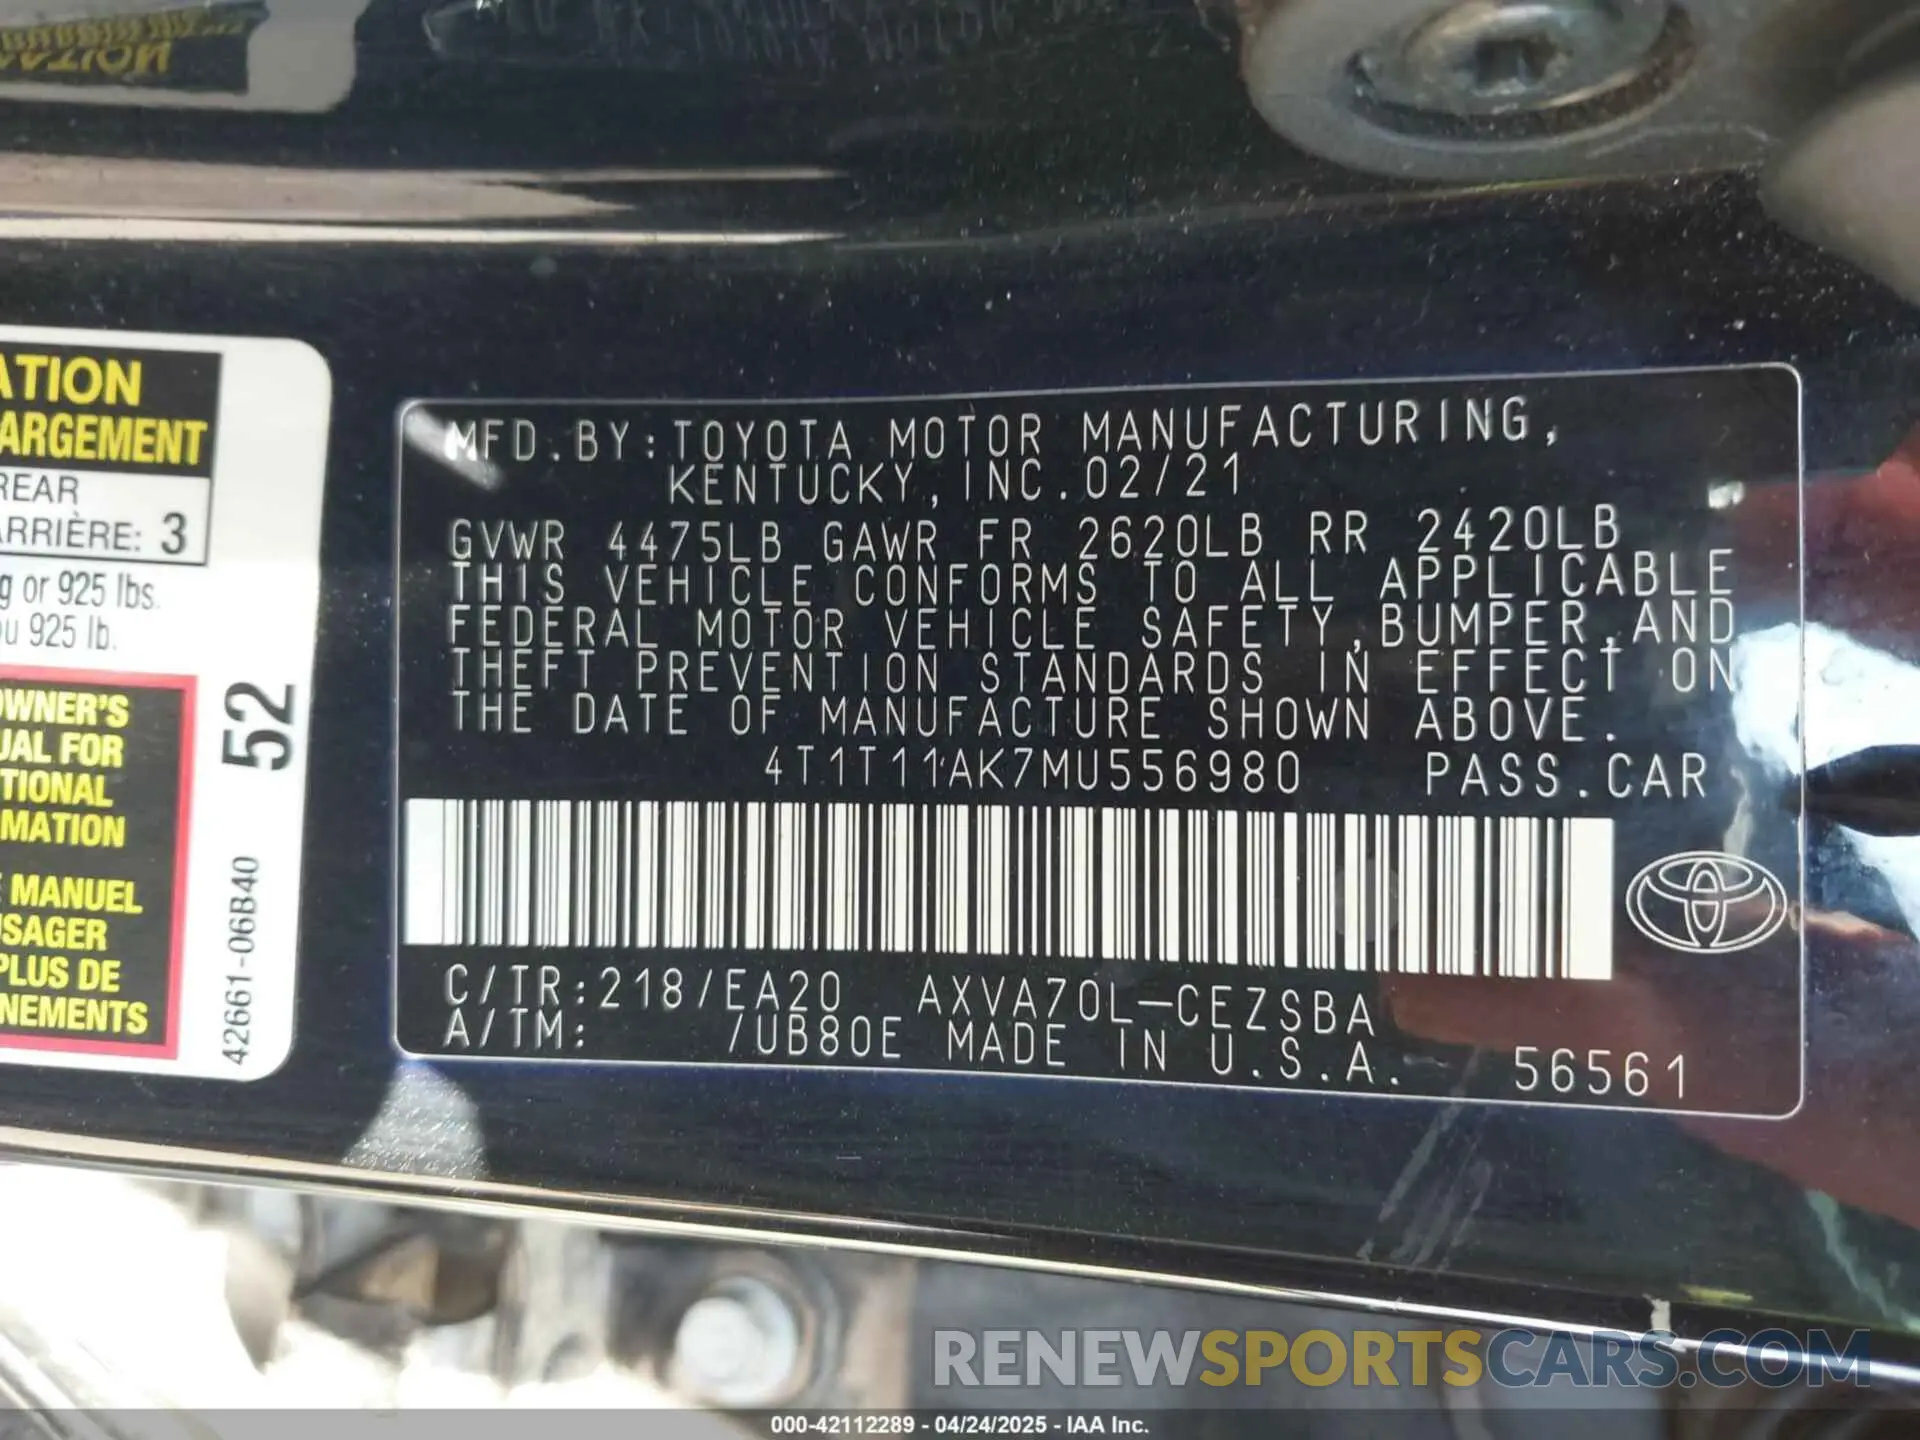 ATION
ARGEMENT
REAR
ARRIÈRE: 3
g or 925 lbs.
ou 925 lb.
OWNER'S
UAL FOR
TIONAL
MATION
E MANUEL
USAGER
PLUS DE
NEMENTS
52
42661-06B40
MFD.BY:TOYOTA MOTOR MANUFACTURING,
KENTUCKY,INC.02/21
GVWR 4475LB GAWR FR 2620LB RR 2420LB
THIS VEHICLE CONFORMS TO ALL APPLICABLE
FEDERAL MOTOR VEHICLE SAFETY,BUMPER,AND
THEFT PREVENTION STANDARDS IN EFFECT ON
THE DATE OF MANUFACTURE SHOWN ABOVE.
4T1T11AK7MU556980 PASS.CAR
C/TR:218/EA20 AXVA70L-CEZSBA
A/TM: /UB80E MADE IN U.S.A. 56561
RENEWSPORTSCARS.COM
000-42112289 - 04/24/2025 - IAA Inc.